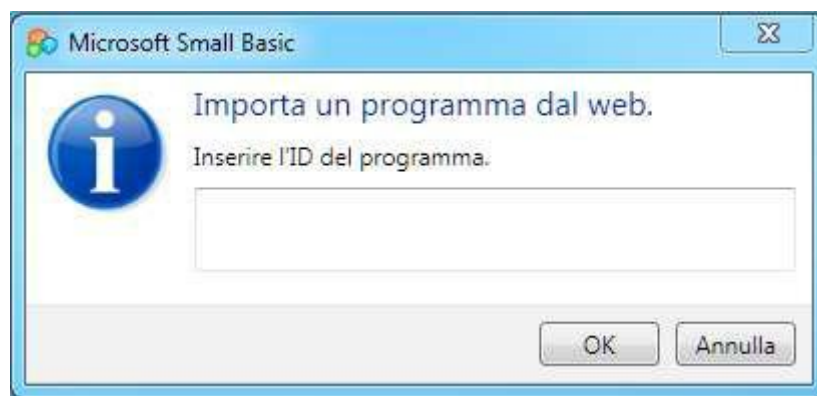 Microsoft Small Basic
Importa un programma dal web.
Inserire l'ID del programma.
OK
Annulla